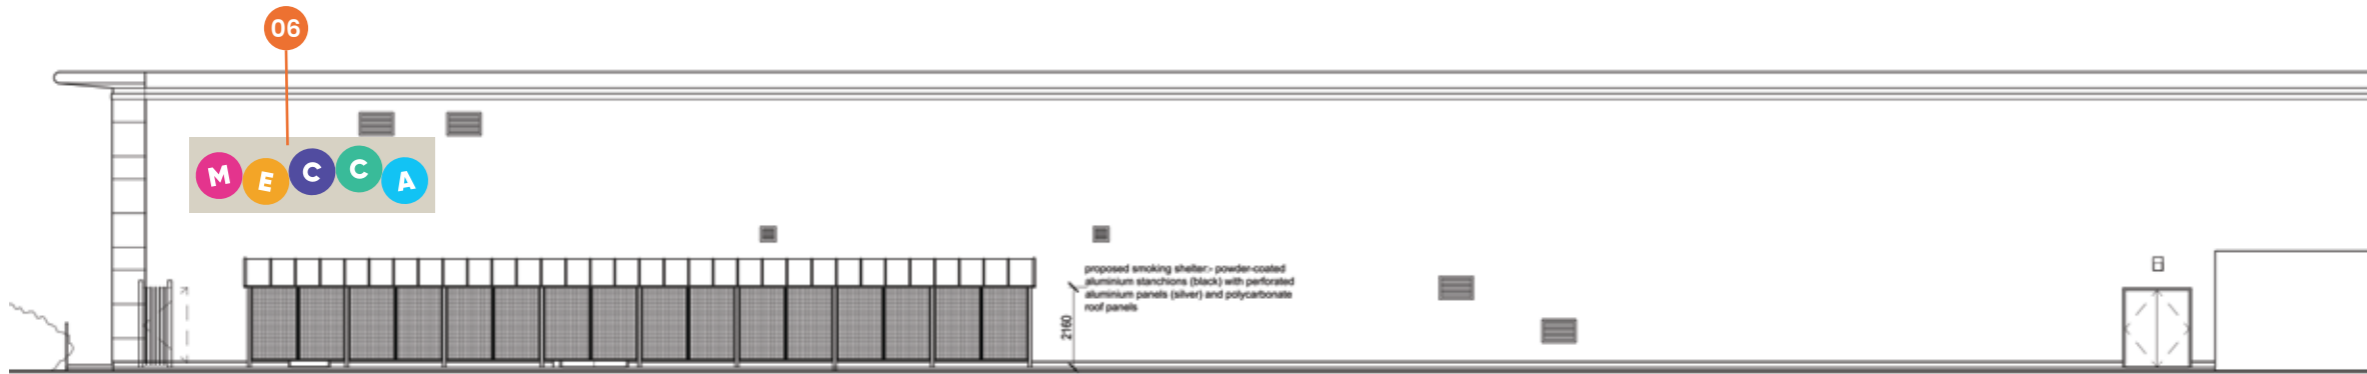 06
MECCA
proposed smoking shelter:- powder-coated
aluminium stanchions (black) with perforated
aluminium panels (silver) and polycarbonate
roof panels
2160